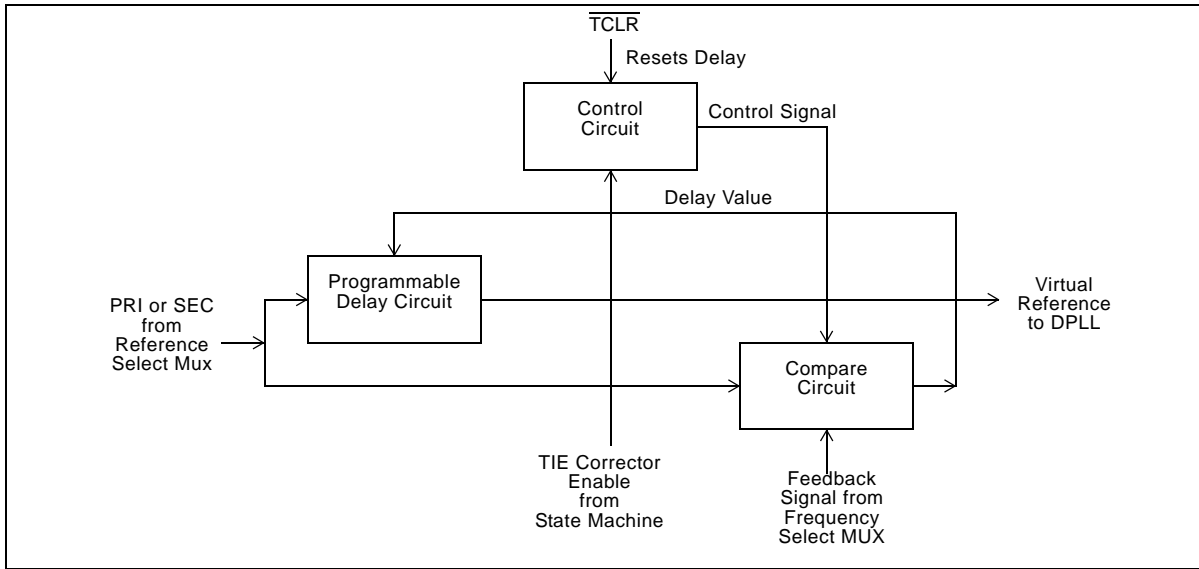 TCLR
Resets Delay
Control
Circuit
Control Signal
Delay Value
Programmable
Delay Circuit
PRI or SEC
from
Reference
Select Mux
Virtual
Reference
to DPLL
Compare
Circuit
TIE Corrector
Enable
from
State Machine
Feedback
Signal from
Frequency
Select MUX